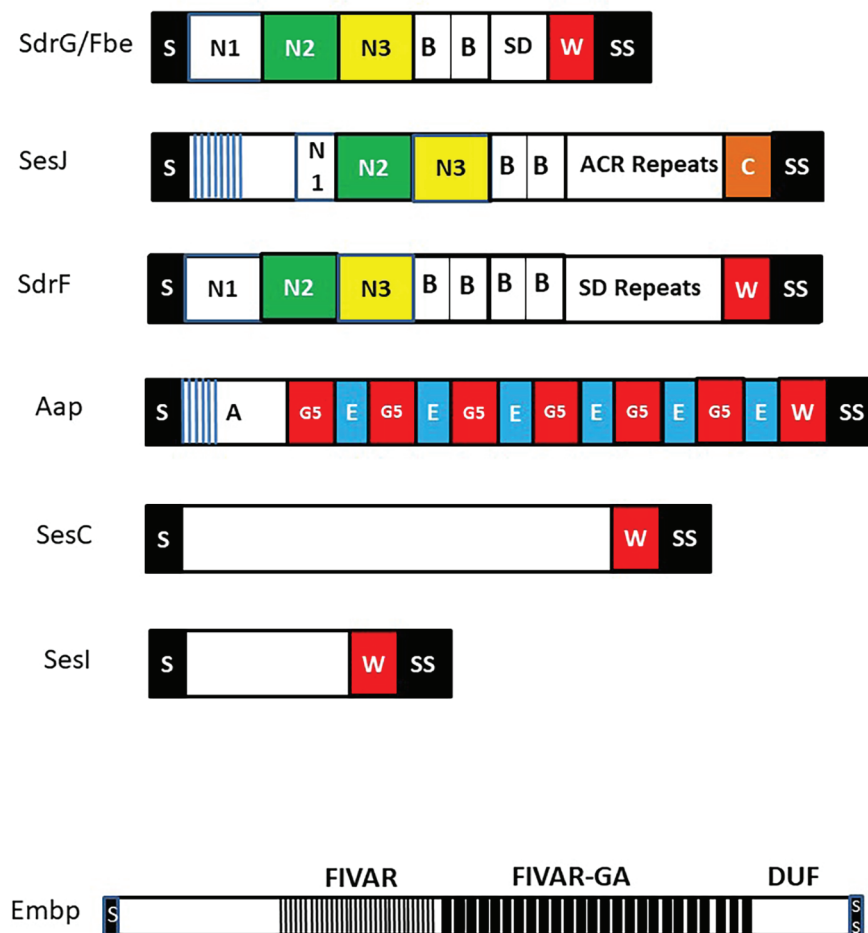 SdrG/Fbe S N1 N2 N3 B B SD W SS
SesJ S N 1 N2 N3 B B ACR Repeats C SS
SdrF S N1 N2 N3 B B B B SD Repeats W SS
Aap S A G5 E G5 E G5 E G5 E G5 E G5 E W SS
SesC S W SS
SesI S W SS
FIVAR FIVAR-GA DUF
Embp S S S